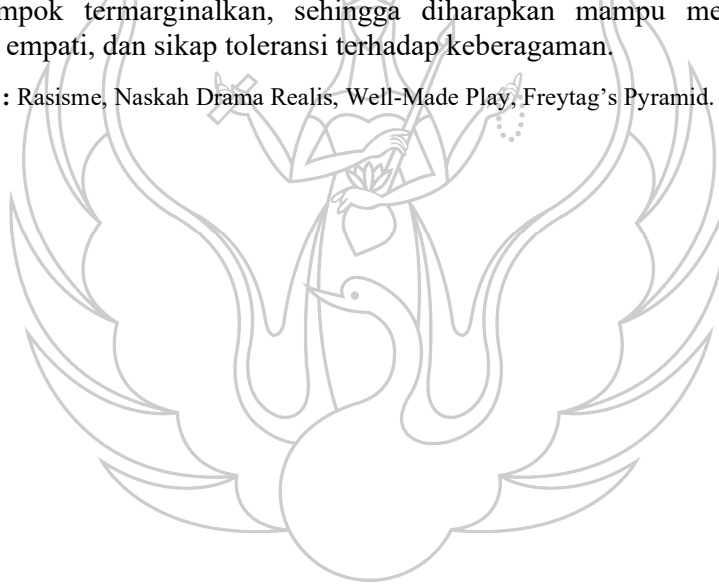 mpok termarginalkan, sehingga diharapkan mampu me
empati, dan sikap toleransi terhadap keberagaman.
: Rasisme, Naskah Drama Realis, Well-Made Play, Freytag’s Pyramid.